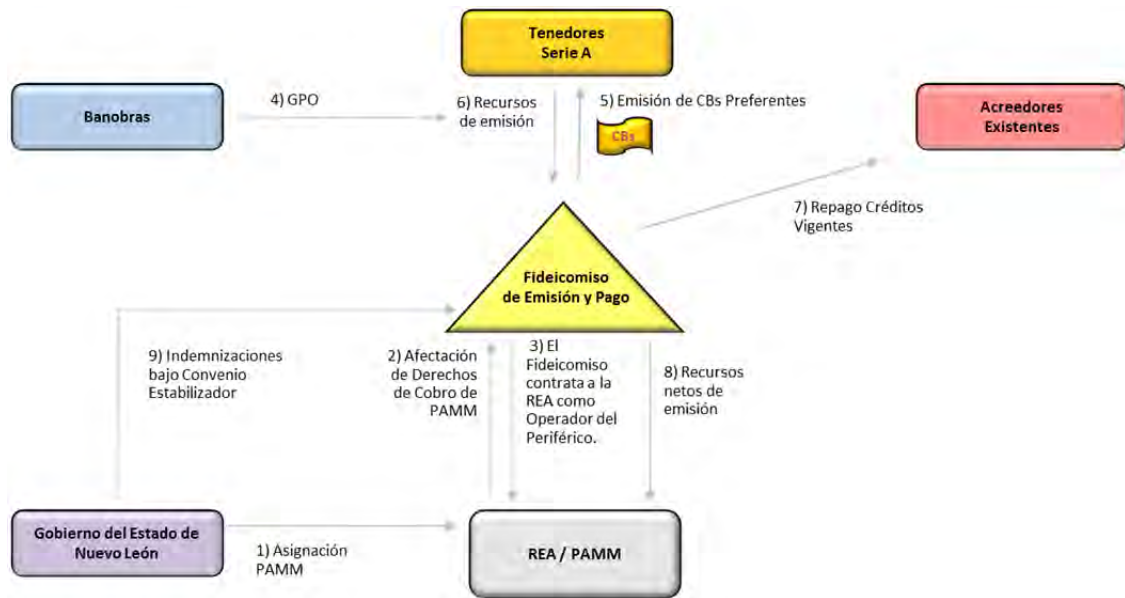 Tenedores
Serie A
Banobras
4) GPO
6) Recursos
de emisión
5) Emisión de CBs Preferentes
CBs
Acreedores
Existentes
7) Repago Créditos
Vigentes
Fideicomiso
de Emisión y Pago
9) Indemnizaciones
bajo Convenio
Estabilizador
2) Afectación
de Derechos
de Cobro de
PAMM
3) El
Fideicomiso
contrata a la
REA como
Operador del
Periférico.
8) Recursos
netos de
emisión
Gobierno del Estado de
Nuevo León
1) Asignación
PAMM
REA / PAMM